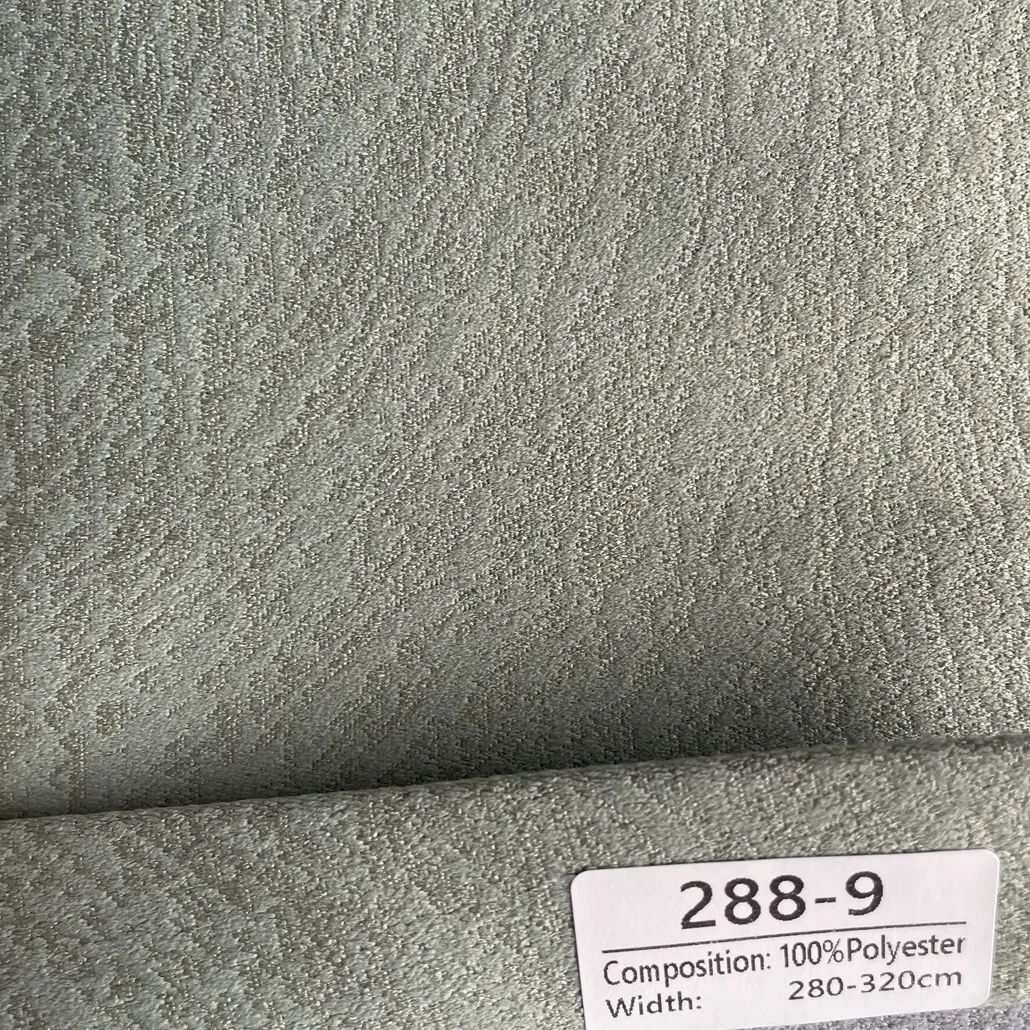 288-9
Composition: 100%Polyester
Width: 280-320cm